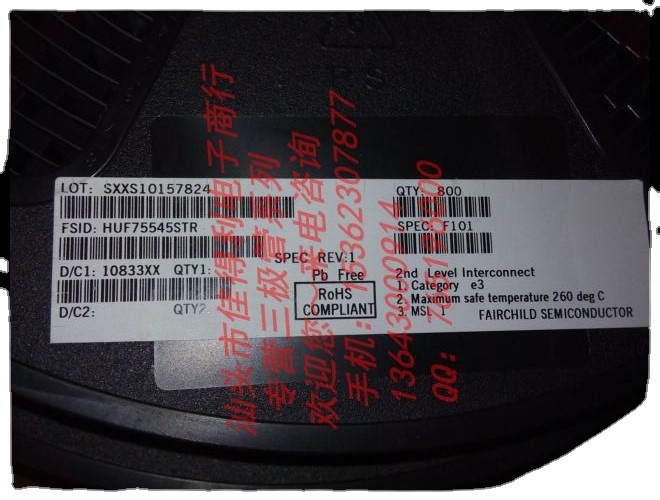 LOT: SXXS10157824
QTY: 800
FSID: HUF75545STR
SPEC: F101
SPEC REV:1
D/C1: 10833XX QTY1:
Pb Free
2nd Level Interconnect
1. Category e3
RoHS
COMPLIANT
2. Maximum safe temperature 260 deg C
D/C2: QTY2
3. MSL 1
FAIRCHILD SEMICONDUCTOR
汕头市佳得利电子商行
专营三极管系列
欢迎您 来电咨询
手机: 13362307877
13643000914
QQ: